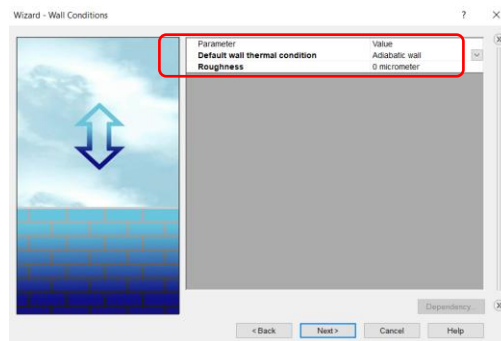 Wizard - Wall Conditions ? ×
Parameter Value
Default wall thermal condition Adiabatic wall
Roughness 0 micrometer
Dependency...
< Back Next > Cancel Help